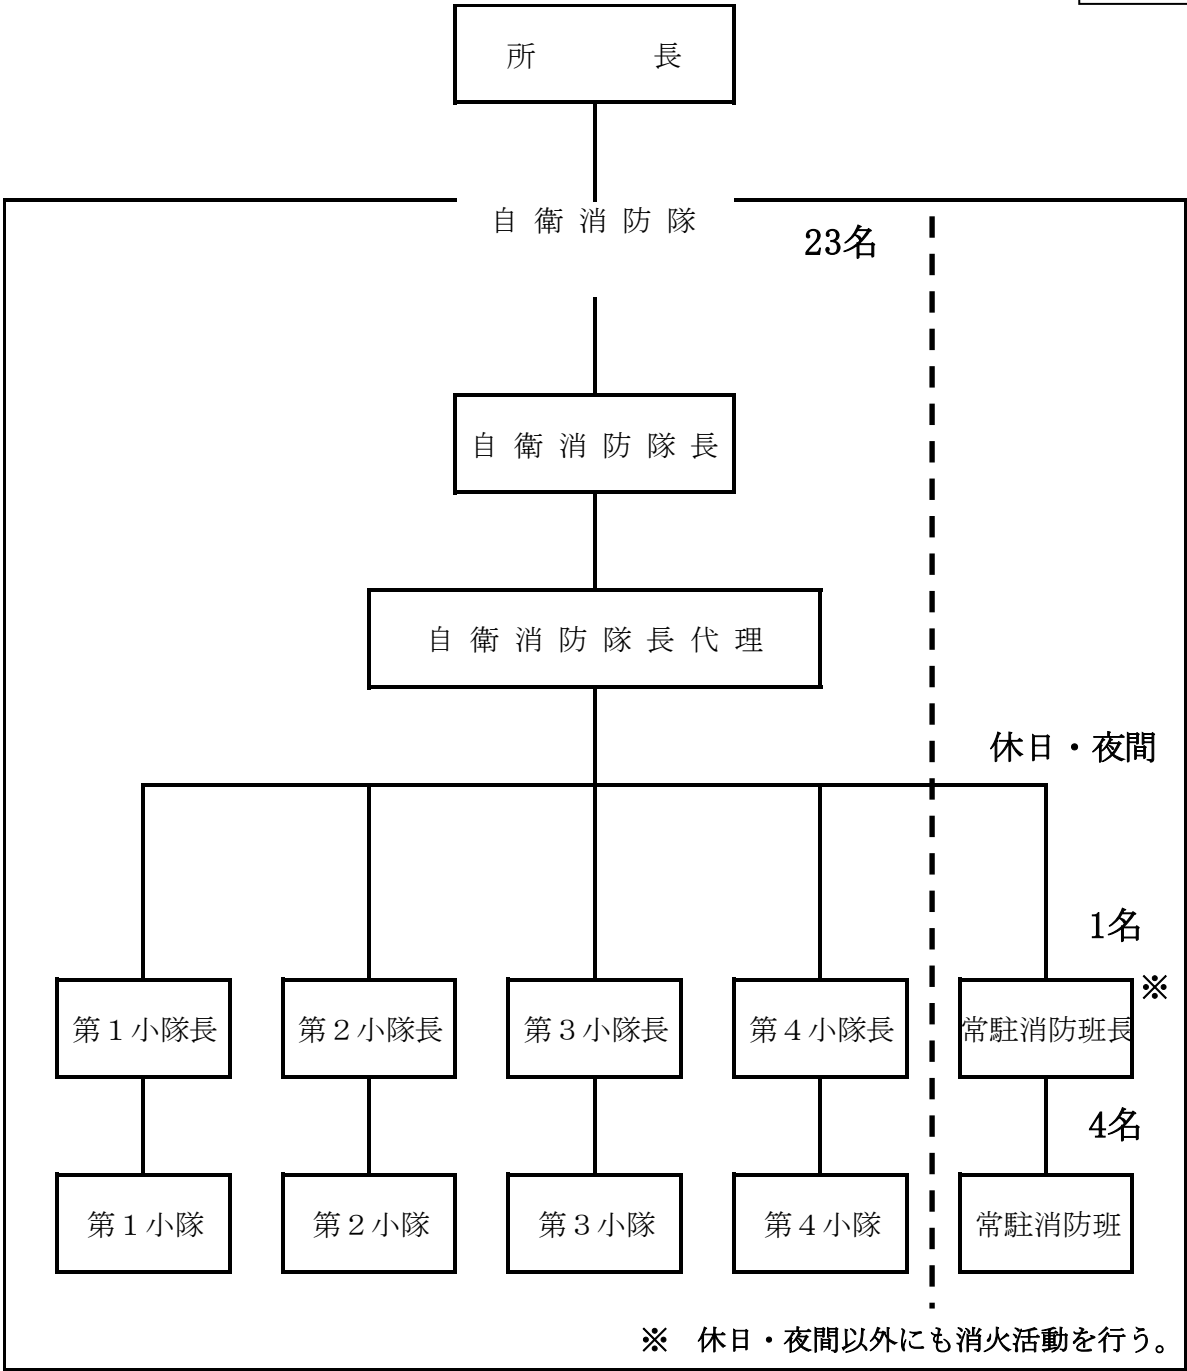 所　　　長
自衛消防隊
23名
自衛消防隊長
自衛消防隊長代理
休日・夜間
1名
※
第１小隊長
第２小隊長
第３小隊長
第４小隊長
常駐消防班長
4名
第１小隊
第２小隊
第３小隊
第４小隊
常駐消防班
※　休日・夜間以外にも消火活動を行う。